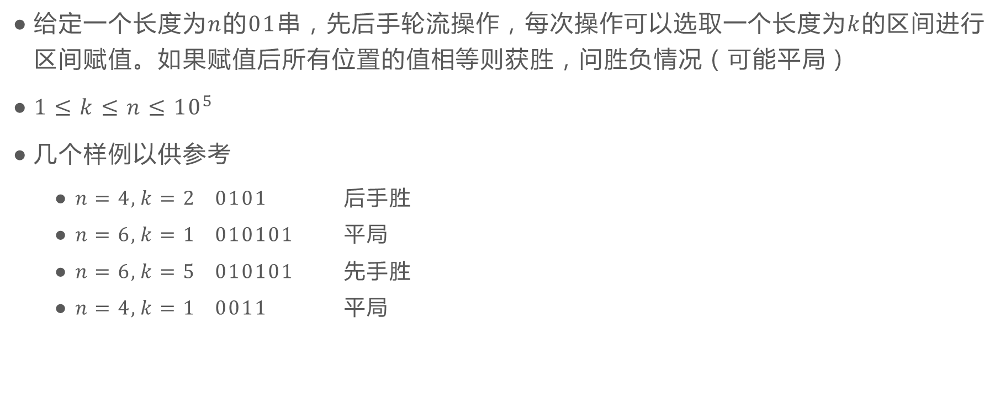 ● 给定一个长度为n的01串，先后手轮流操作，每次操作可以选取一个长度为k的区间进行
区间赋值。如果赋值后所有位置的值相等则获胜，问胜负情况（可能平局）
● 1 ≤ k ≤ n ≤ 10⁵
● 几个样例以供参考
● n = 4, k = 2 0101 后手胜
● n = 6, k = 1 010101 平局
● n = 6, k = 5 010101 先手胜
● n = 4, k = 1 0011 平局